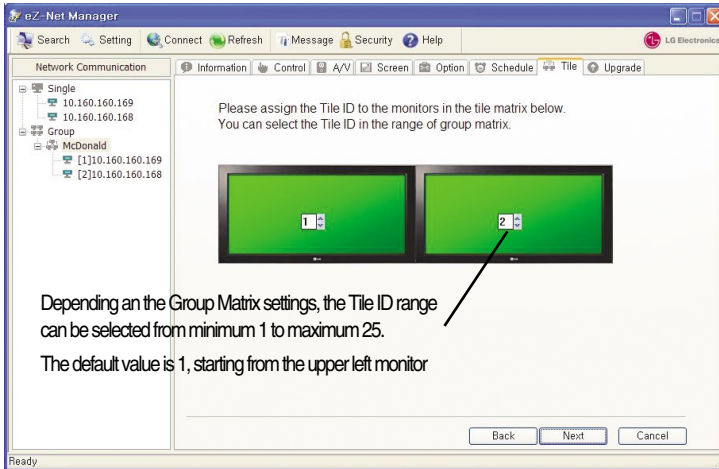 eZ-Net Manager
Search Setting Connect Refresh Message Security Help
LG Electronics
Network Communication
Information Control A/V Screen Option Schedule Tile Upgrade
Single
10.160.160.169
10.160.160.168
Group
McDonald
[1]10.160.160.169
[2]10.160.160.168
Please assign the Tile ID to the monitors in the tile matrix below.
You can select the Tile ID in the range of group matrix.
1 2
Depending an the Group Matrix settings, the Tile ID range
can be selected from minimum 1 to maximum 25.
The default value is 1, starting from the upper left monitor
Back Next Cancel
Ready